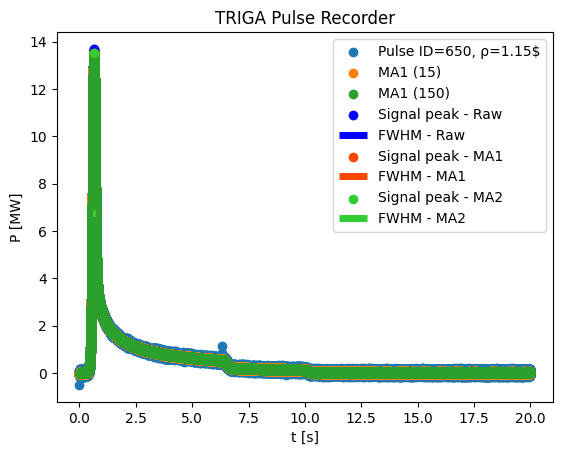 TRIGA Pulse Recorder
P [MW]
14
12
10
8
6
4
2
0
Pulse ID=650, ρ=1.15$
MA1 (15)
MA1 (150)
Signal peak - Raw
FWHM - Raw
Signal peak - MA1
FWHM - MA1
Signal peak - MA2
FWHM - MA2
0.0 2.5 5.0 7.5 10.0 12.5 15.0 17.5 20.0
t [s]